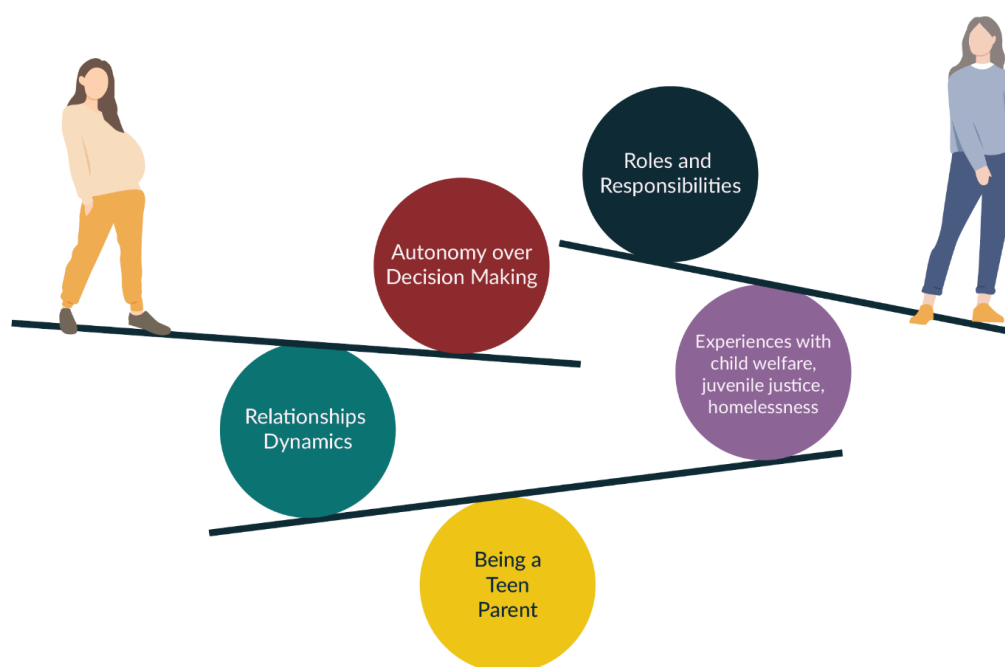 Roles and
Responsibilities
Autonomy over
Decision Making
Experiences with
child welfare,
juvenile justice,
homelessness
Relationships
Dynamics
Being a
Teen
Parent